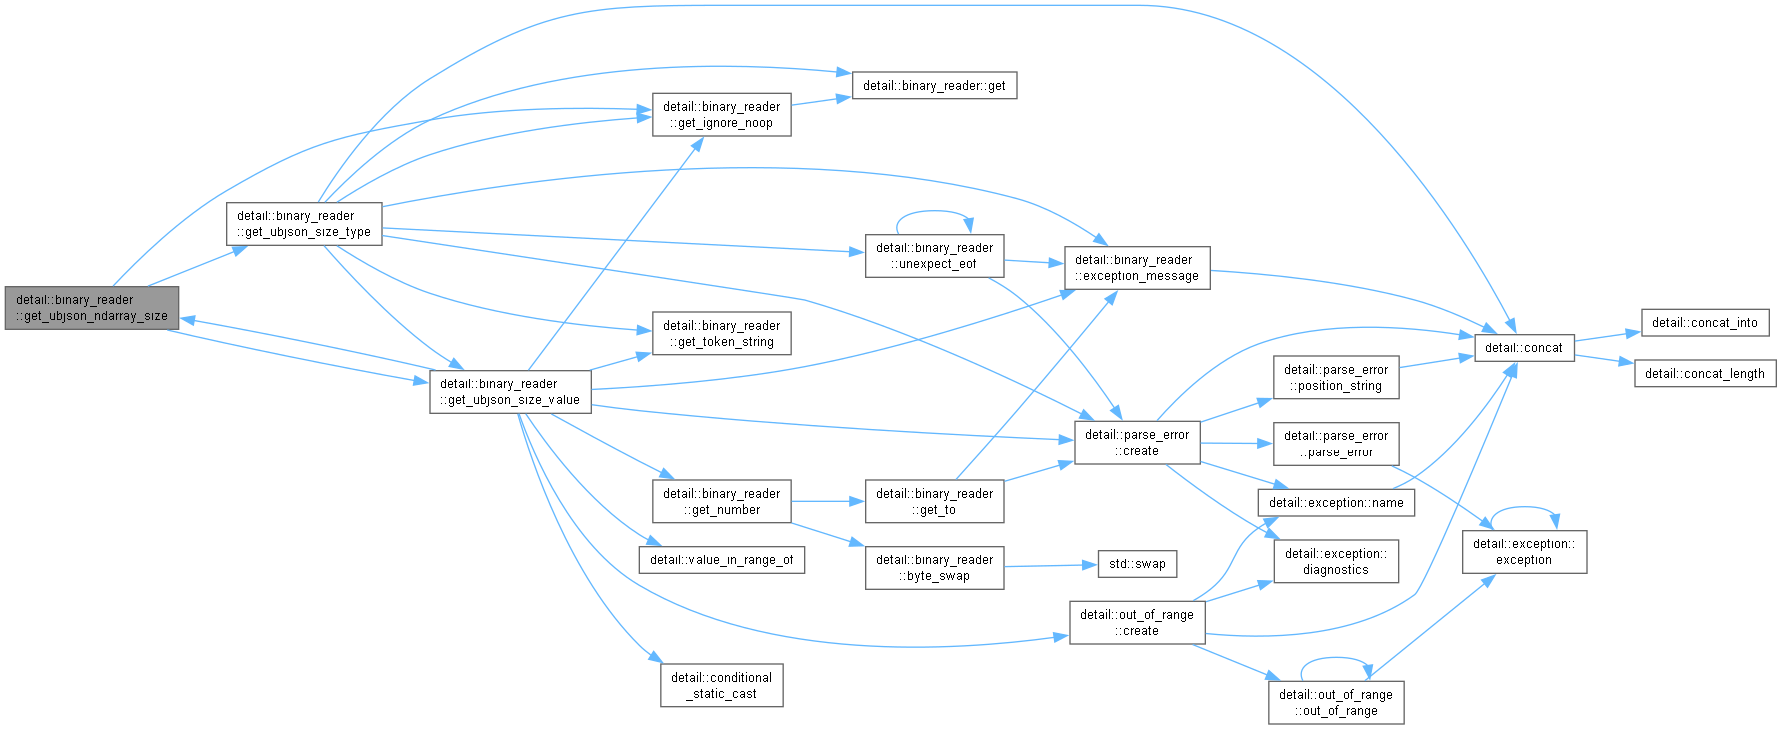 detail::binary_reader
::get_ubjson_ndarray_size
detail::binary_reader
::get_ubjson_size_type
detail::binary_reader
::get_ubjson_size_value
detail::binary_reader
::get_ignore_noop
detail::binary_reader::get
detail::binary_reader
::get_token_string
detail::binary_reader
::get_number
detail::value_in_range_of
detail::conditional
_static_cast
detail::binary_reader
::unexpect_eof
detail::binary_reader
::get_to
detail::binary_reader
::byte_swap
detail::binary_reader
::exception_message
detail::parse_error
::create
std::swap
detail::out_of_range
::create
detail::parse_error
::position_string
detail::parse_error
::parse_error
detail::exception::name
detail::exception::
diagnostics
detail::out_of_range
::out_of_range
detail::concat
detail::exception::
exception
detail::concat_into
detail::concat_length